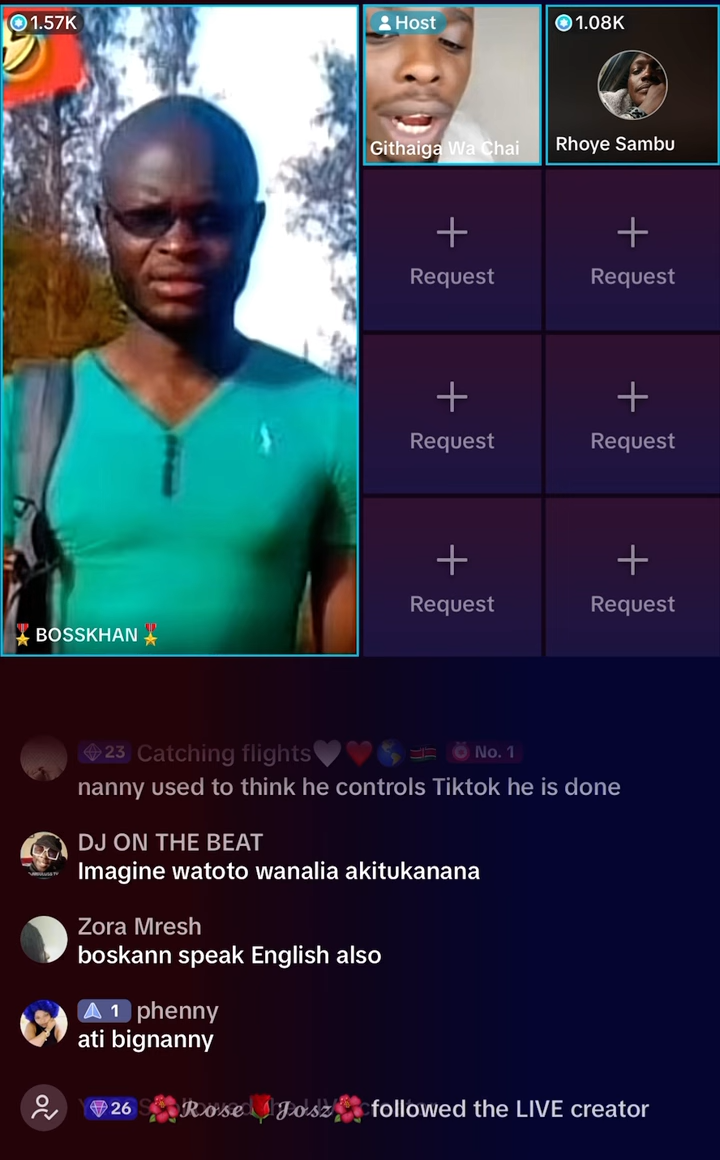 1.57K
Host
1.08K
Githaiga Wa Chai
Rhoye Sambu
Request
Request
Request
Request
Request
Request
🎖️BOSSKHAN🎖️
23 Catching flights🤍❤️🌎🇰🇪 No. 1
nanny used to think he controls Tiktok he is done
DJ ON THE BEAT
Imagine watoto wanalia akitukanana
Zora Mresh
boskann speak English also
1 phenny
ati bignanny
26 🌺𝓡𝓸𝓼𝓮🌹𝓙𝓸𝓼𝔃🌺 followed the LIVE creator